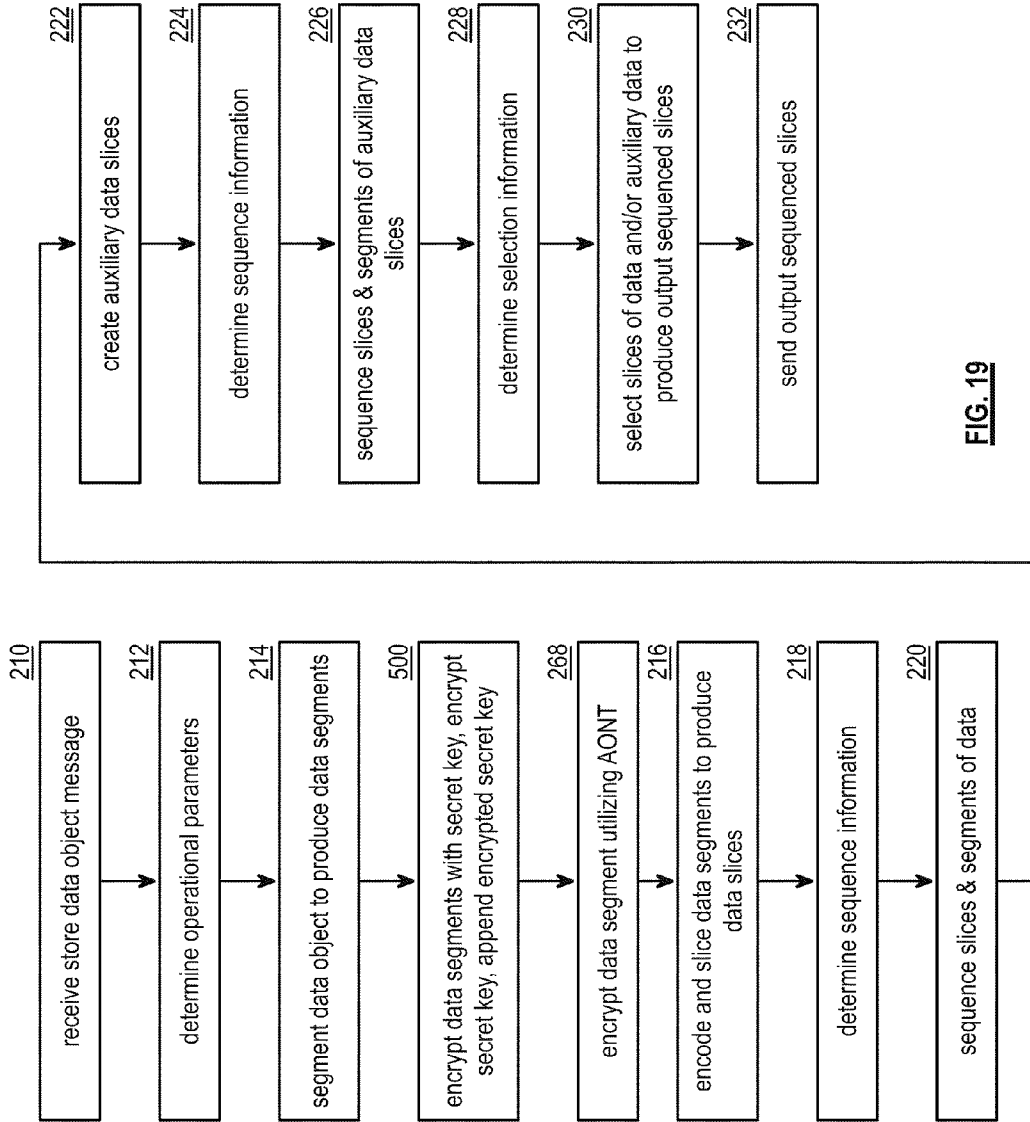 210
receive store data object message
212
determine operational parameters
214
segment data object to produce data segments
500
encrypt data segments with secret key, encrypt
secret key, append encrypted secret key
268
encrypt data segment utilizing AONT
216
encode and slice data segments to produce
data slices
218
determine sequence information
220
sequence slices & segments of data
222
create auxiliary data slices
224
determine sequence information
226
sequence slices & segments of auxiliary data
slices
228
determine selection information
230
select slices of data and/or auxiliary data to
produce output sequenced slices
232
send output sequenced slices
FIG. 19